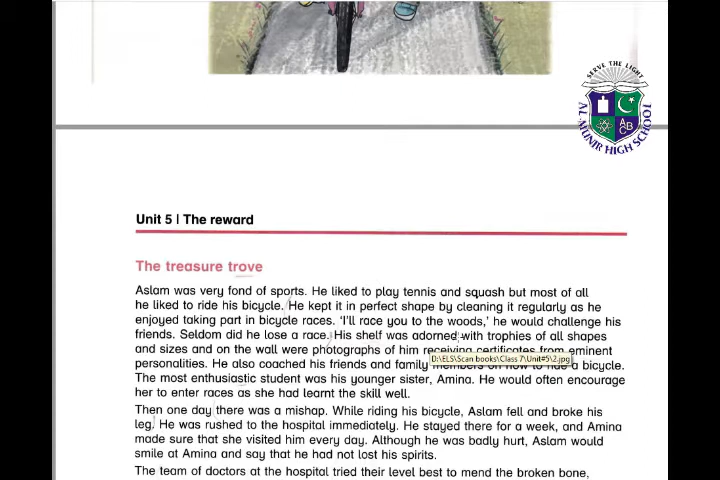 SERVE THE LIGHT
A B C
AL-MUNIR HIGH SCHOOL
Unit 5 | The reward
The treasure trove
Aslam was very fond of sports. He liked to play tennis and squash but most of all
he liked to ride his bicycle. He kept it in perfect shape by cleaning it regularly as he
enjoyed taking part in bicycle races. 'I'll race you to the woods,' he would challenge his
friends. Seldom did he lose a race. His shelf was adorned with trophies of all shapes
and sizes and on the wall were photographs of him receiving certificates from eminent
D:\ELS\Scan books\Class 7\Unit#5\2.jpg
personalities. He also coached his friends and family members on how to ride a bicycle.
The most enthusiastic student was his younger sister, Amina. He would often encourage
her to enter races as she had learnt the skill well.
Then one day there was a mishap. While riding his bicycle, Aslam fell and broke his
leg. He was rushed to the hospital immediately. He stayed there for a week, and Amina
made sure that she visited him every day. Although he was badly hurt, Aslam would
smile at Amina and say that he had not lost his spirits.
The team of doctors at the hospital tried their level best to mend the broken bone,